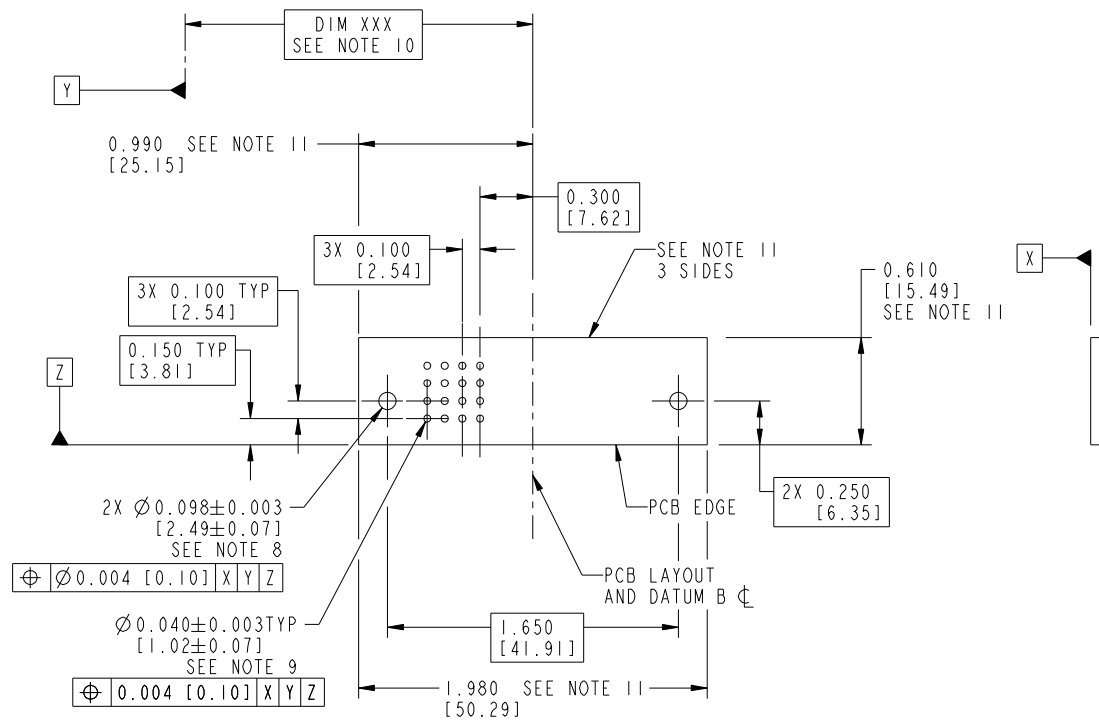 DIM XXX
SEE NOTE 10
Y
0.990 SEE NOTE 11
[25.15]
0.300
[7.62]
3X 0.100
[2.54]
SEE NOTE 11
3 SIDES
X
0.610
[15.49]
SEE NOTE 11
3X 0.100 TYP
[2.54]
0.150 TYP
[3.81]
Z
2X 0.250
[6.35]
2X Ø0.098±0.003
[2.49±0.07]
SEE NOTE 8
⌖ Ø0.004 [0.10] X Y Z
PCB EDGE
PCB LAYOUT
AND DATUM B ℄
Ø0.040±0.003TYP
[1.02±0.07]
SEE NOTE 9
⌖ 0.004 [0.10] X Y Z
1.650
[41.91]
1.980 SEE NOTE 11
[50.29]